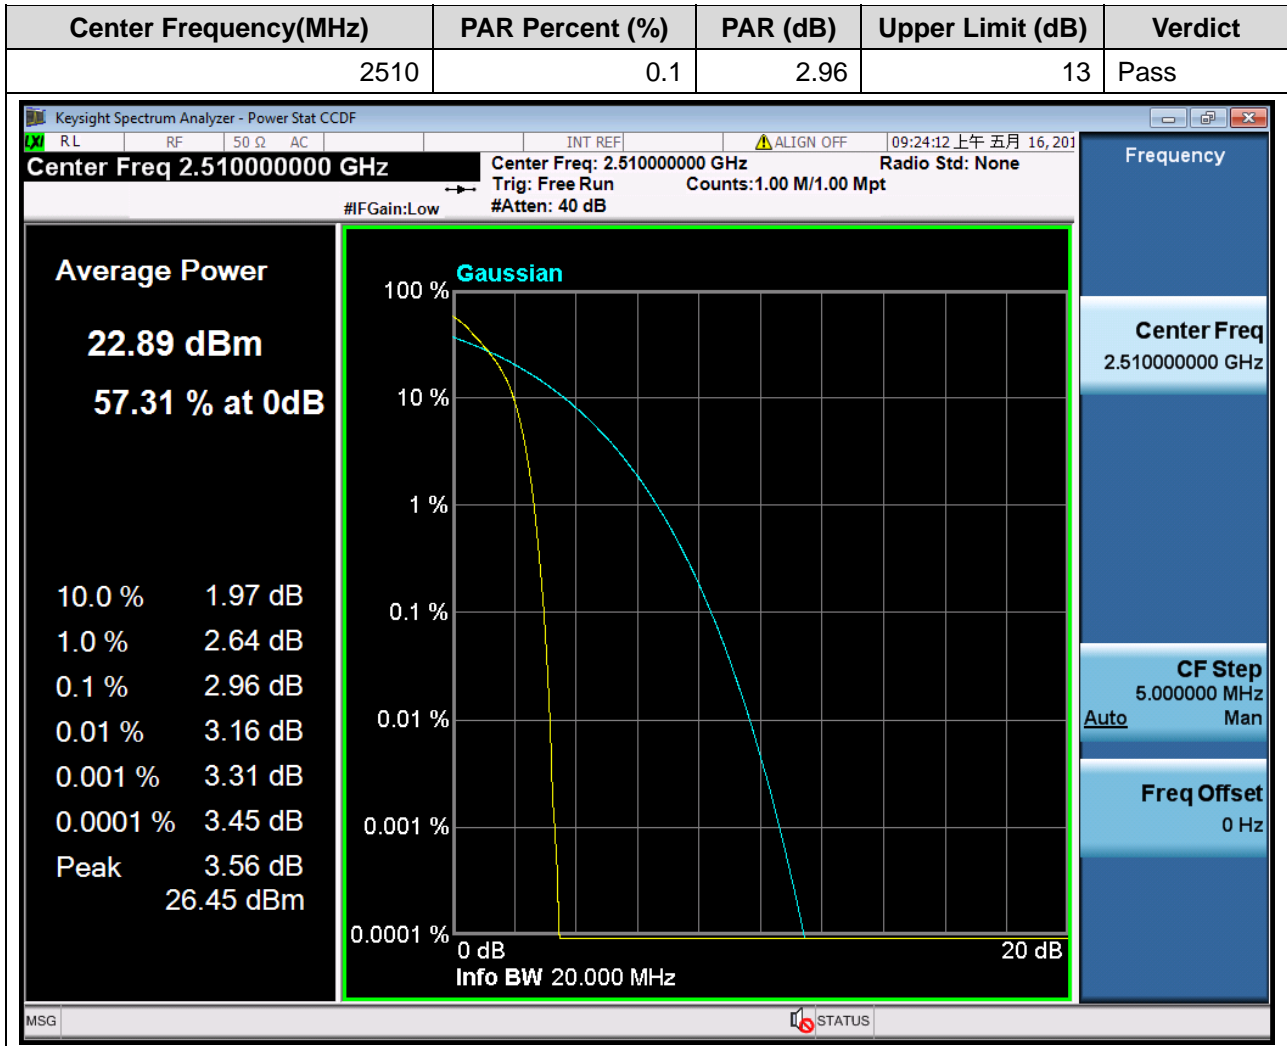 Center Frequency(MHz) PAR Percent (%) PAR (dB) Upper Limit (dB) Verdict
2510 0.1 2.96 13 Pass
Keysight Spectrum Analyzer - Power Stat CCDF
LXI RL RF 50 Ω AC INT REF ALIGN OFF 09:24:12 上午 五月 16, 201
Center Freq 2.510000000 GHz
Center Freq: 2.510000000 GHz Radio Std: None
Trig: Free Run Counts:1.00 M/1.00 Mpt
#IFGain:Low #Atten: 40 dB
Frequency
Average Power
22.89 dBm
57.31 % at 0dB
10.0 % 1.97 dB
1.0 % 2.64 dB
0.1 % 2.96 dB
0.01 % 3.16 dB
0.001 % 3.31 dB
0.0001 % 3.45 dB
Peak 3.56 dB
26.45 dBm
Gaussian
100 %
10 %
1 %
0.1 %
0.01 %
0.001 %
0.0001 %
0 dB 20 dB
Info BW 20.000 MHz
Center Freq
2.510000000 GHz
CF Step
5.000000 MHz
Auto Man
Freq Offset
0 Hz
MSG STATUS